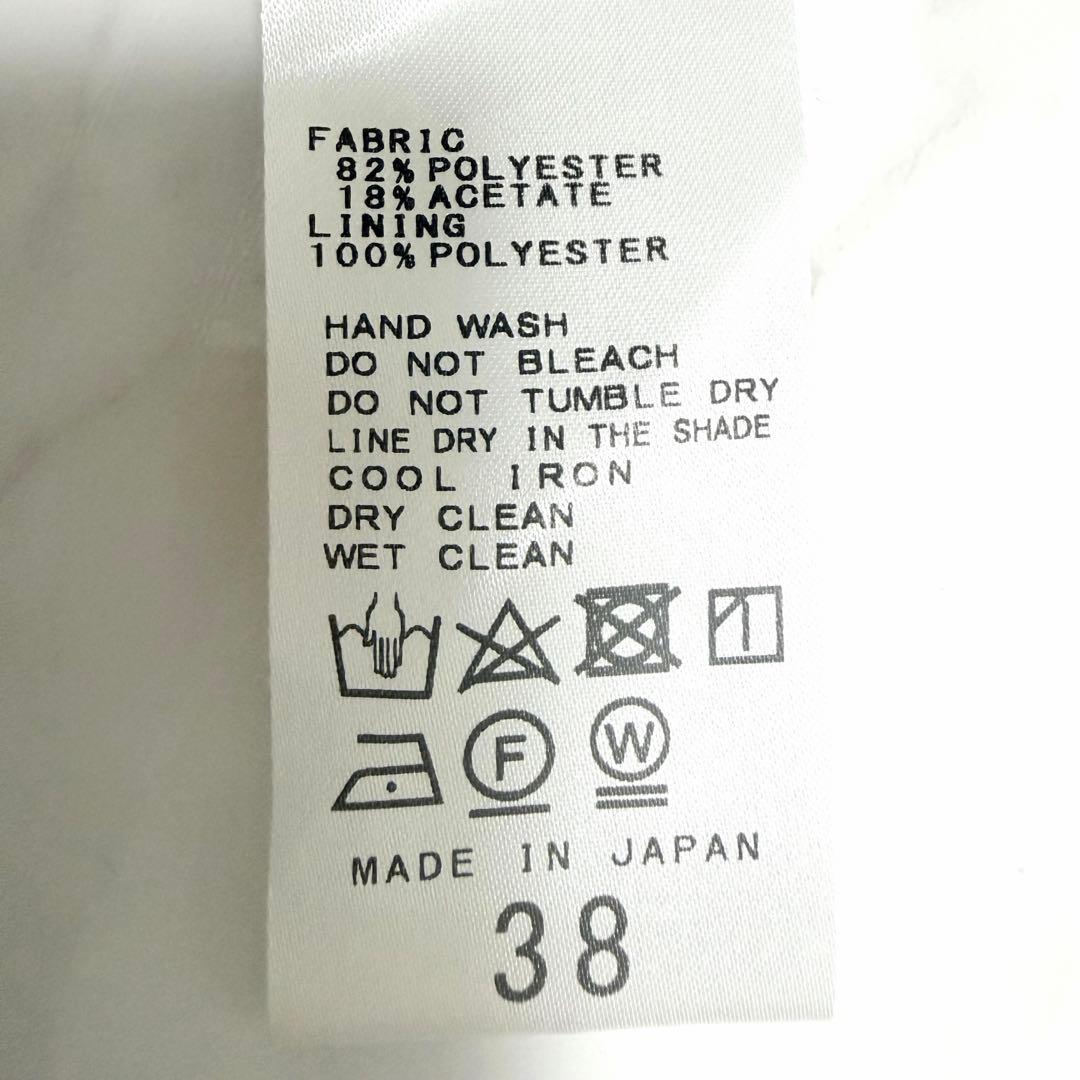 FABRIC
82% POLYESTER
18% ACETATE
LINING
100% POLYESTER
HAND WASH
DO NOT BLEACH
DO NOT TUMBLE DRY
LINE DRY IN THE SHADE
COOL IRON
DRY CLEAN
WET CLEAN
F W
MADE IN JAPAN
38